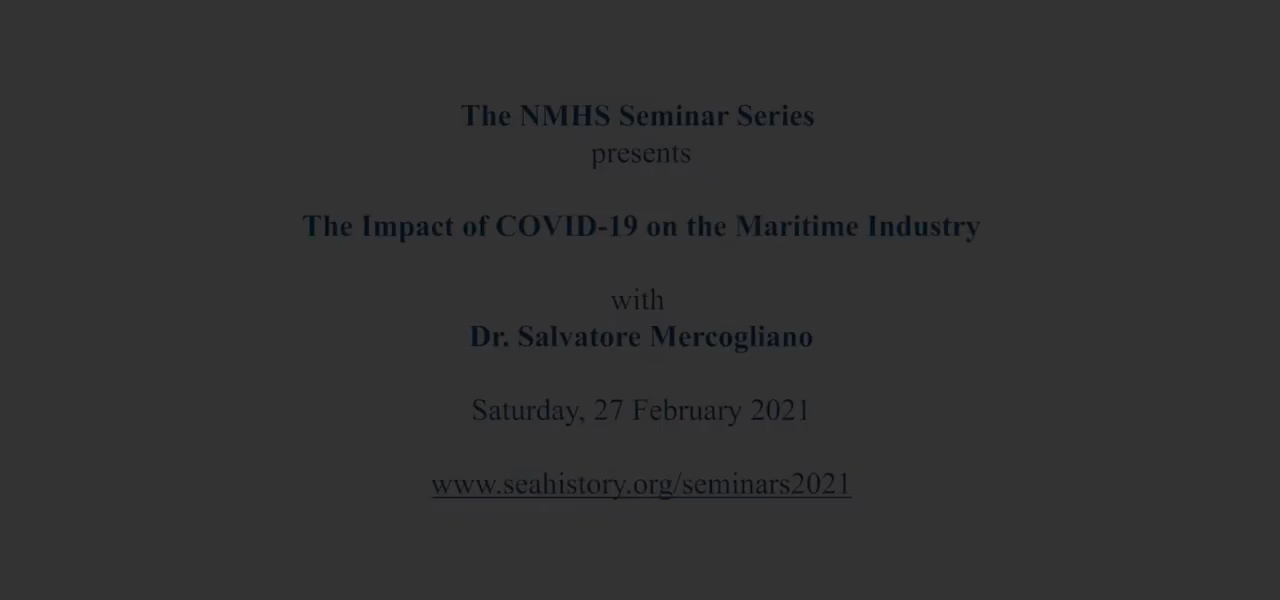 The NMHS Seminar Series
presents
The Impact of COVID-19 on the Maritime Industry
with
Dr. Salvatore Mercogliano
Saturday, 27 February 2021
www.seahistory.org/seminars2021